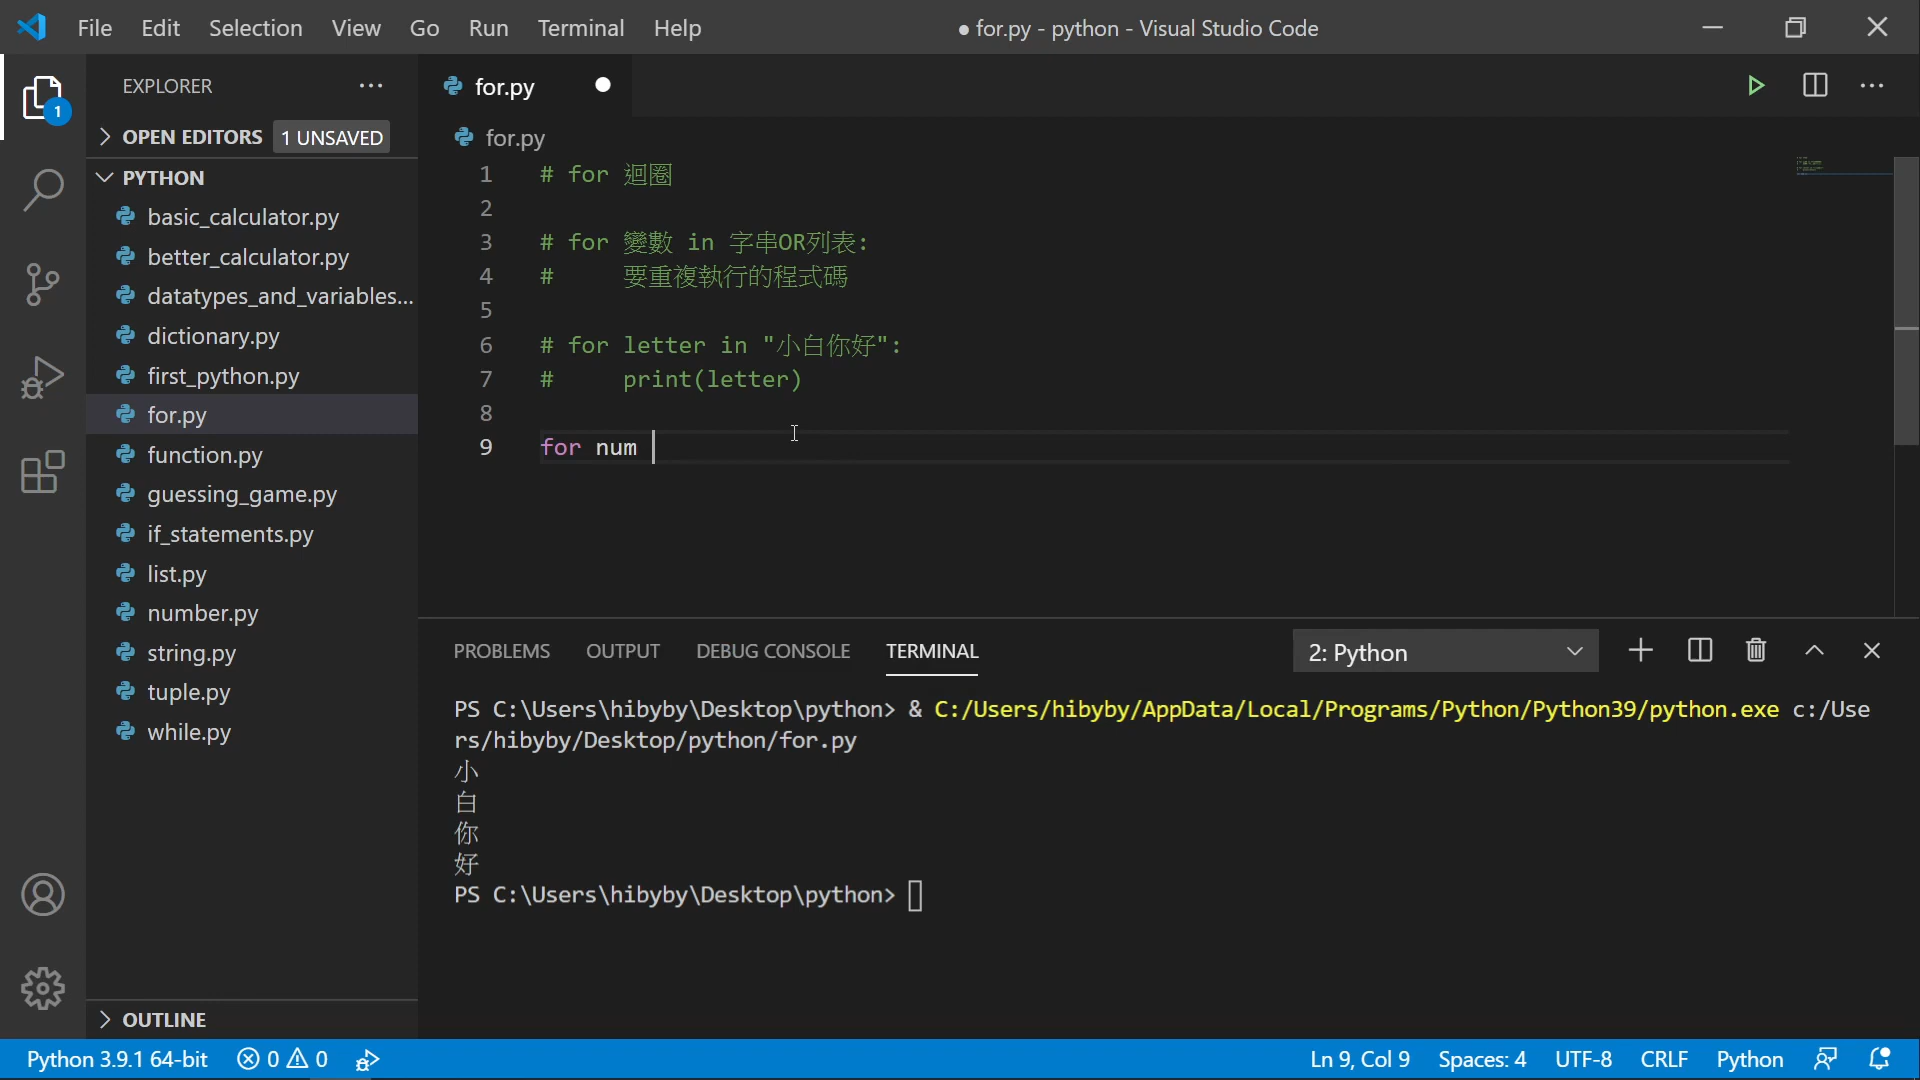 File Edit Selection View Go Run Terminal Help
● for.py - python - Visual Studio Code
1
EXPLORER
OPEN EDITORS 1 UNSAVED
PYTHON
basic_calculator.py
better_calculator.py
datatypes_and_variables...
dictionary.py
first_python.py
for.py
function.py
guessing_game.py
if_statements.py
list.py
number.py
string.py
tuple.py
while.py
OUTLINE
for.py
for.py
1 # for 迴圈
2
3 # for 變數 in 字串OR列表:
4 #     要重複執行的程式碼
5
6 # for letter in "小白你好":
7 #     print(letter)
8
9 for num
PROBLEMS OUTPUT DEBUG CONSOLE TERMINAL
2: Python
PS C:\Users\hibyby\Desktop\python> & C:/Users/hibyby/AppData/Local/Programs/Python/Python39/python.exe c:/Use
rs/hibyby/Desktop/python/for.py
小
白
你
好
PS C:\Users\hibyby\Desktop\python>
Python 3.9.1 64-bit 0 0
Ln 9, Col 9 Spaces: 4 UTF-8 CRLF Python